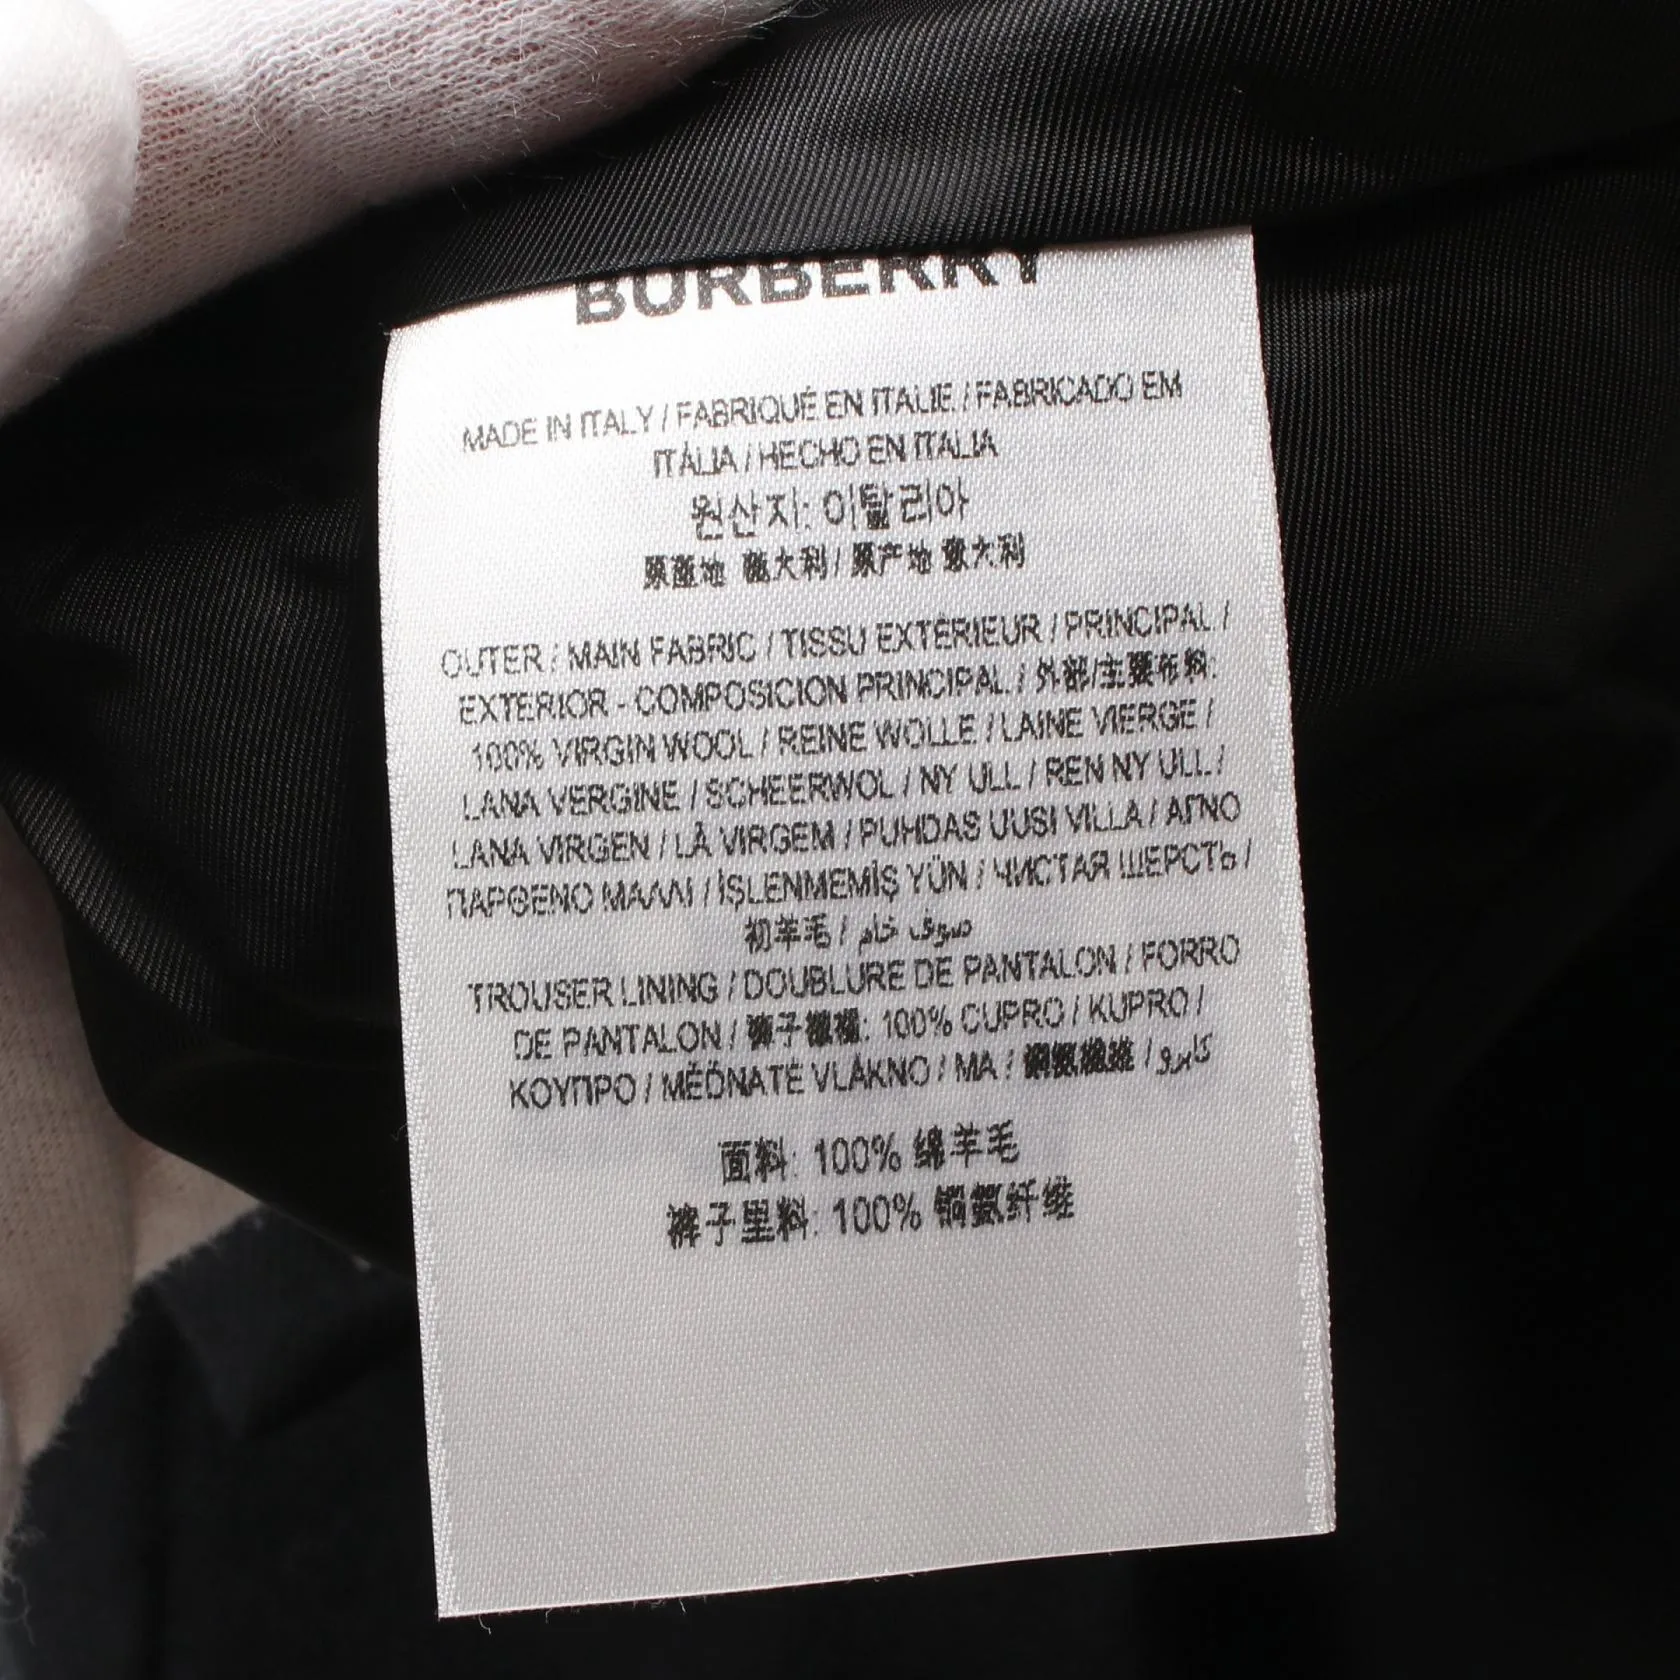 BURBERRY
MADE IN ITALY / FABRIQUÉ EN ITALIE / FABRICADO EM
ITÁLIA / HECHO EN ITALIA
원산지: 이탈리아
原產地 意大利 / 原产地 意大利
OUTER / MAIN FABRIC / TISSU EXTÉRIEUR / PRINCIPAL /
EXTERIOR - COMPOSICION PRINCIPAL / 外部/主要布料:
100% VIRGIN WOOL / REINE WOLLE / LAINE VIERGE /
LANA VERGINE / SCHEERWOL / NY ULL / REN NY ULL /
LANA VIRGEN / LÃ VIRGEM / PUHDAS UUSI VILLA / ΑΓΝΟ
ΠΑΡΘΕΝΟ ΜΑΛΛΙ / İŞLENMEMİŞ YÜN / ЧИСТАЯ ШЕРСТЬ /
初羊毛 / صوف خام
TROUSER LINING / DOUBLURE DE PANTALON / FORRO
DE PANTALON / 褲子襯裡: 100% CUPRO / KUPRO /
ΚΟΥΠΡΟ / MĚĎNATÉ VLÁKNO / MA / 銅氨纖維 / كابرو
面料: 100% 绵羊毛
裤子里料: 100% 铜氨纤维